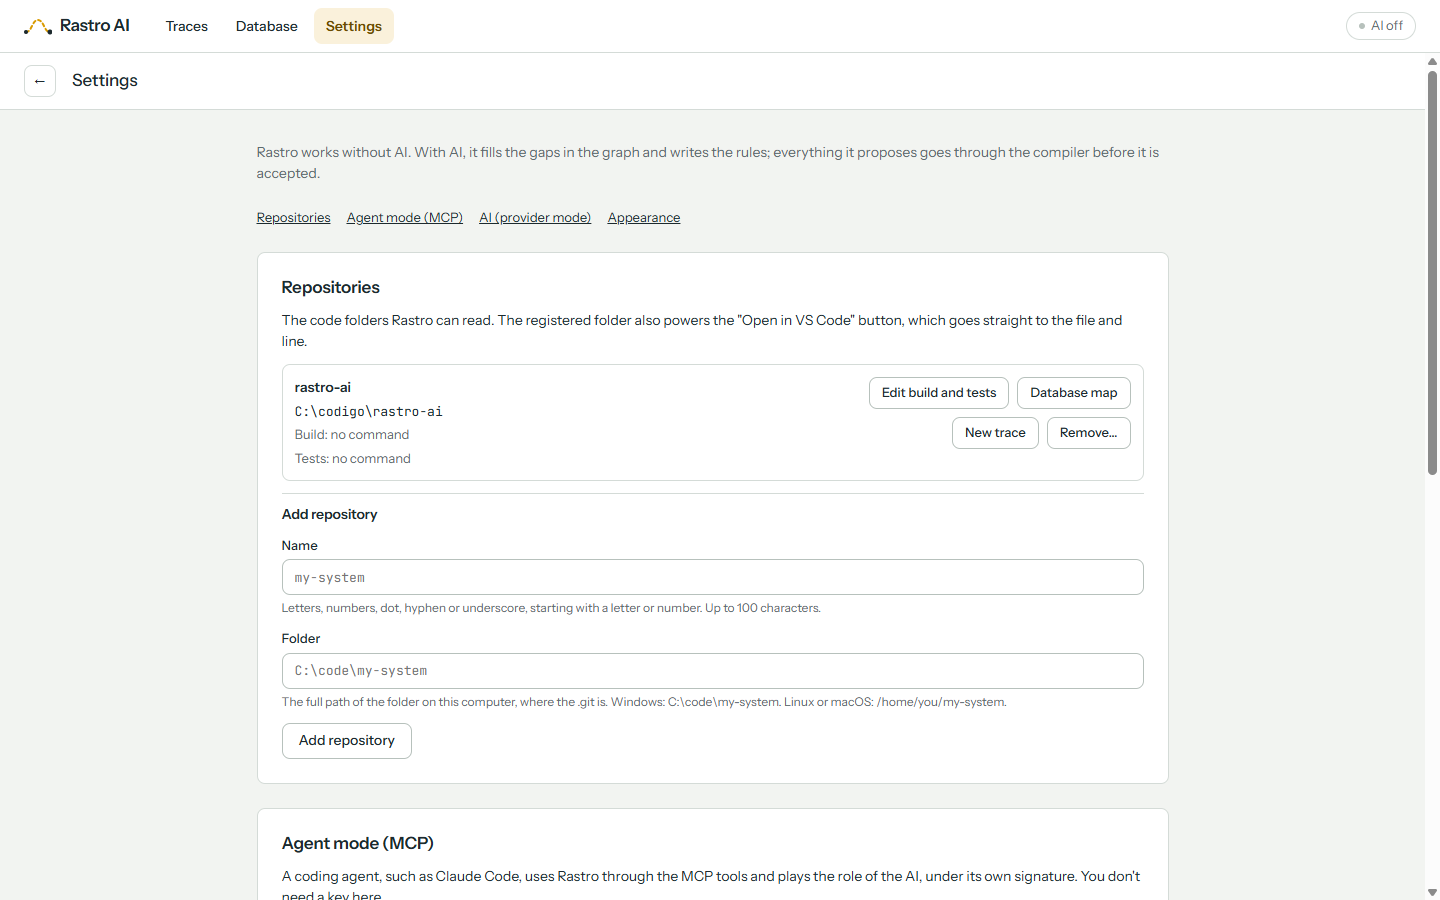 Rastro AI
Traces
Database
Settings
AI off
←
Settings
Rastro works without AI. With AI, it fills the gaps in the graph and writes the rules; everything it proposes goes through the compiler before it is
accepted.
Repositories
Agent mode (MCP)
AI (provider mode)
Appearance
Repositories
The code folders Rastro can read. The registered folder also powers the "Open in VS Code" button, which goes straight to the file and
line.
rastro-ai
C:\codigo\rastro-ai
Build: no command
Tests: no command
Edit build and tests
Database map
New trace
Remove...
Add repository
Name
my-system
Letters, numbers, dot, hyphen or underscore, starting with a letter or number. Up to 100 characters.
Folder
C:\code\my-system
The full path of the folder on this computer, where the .git is. Windows: C:\code\my-system. Linux or macOS: /home/you/my-system.
Add repository
Agent mode (MCP)
A coding agent, such as Claude Code, uses Rastro through the MCP tools and plays the role of the AI, under its own signature. You don't
need a key here.